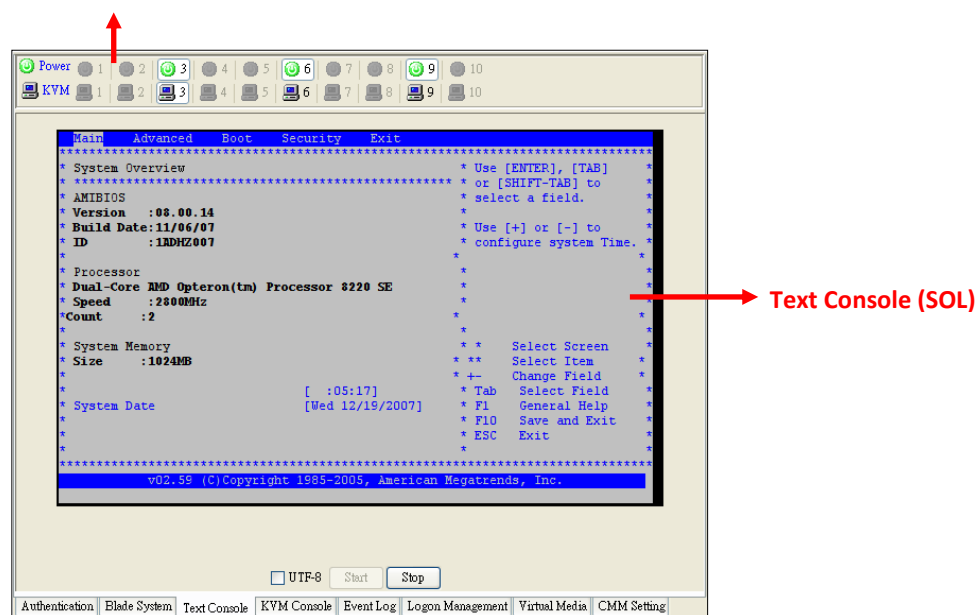 Power 1 2 3 4 5 6 7 8 9 10
KVM 1 2 3 4 5 6 7 8 9 10
Main Advanced Boot Security Exit
********************************************************************************
* System Overview * Use [ENTER], [TAB] *
* *************************************************** * or [SHIFT-TAB] to *
* AMIBIOS * select a field. *
* Version :08.00.14 * *
* Build Date:11/06/07 * Use [+] or [-] to *
* ID :1ADHZ007 * configure system Time. *
* * *
* Processor * *
* Dual-Core AMD Opteron(tm) Processor 8220 SE * *
* Speed :2800MHz * *
*Count :2 * *
* * *
* System Memory * * Select Screen *
* Size :1024MB * ** Select Item *
* * +- Change Field *
* [ :05:17] * Tab Select Field *
* System Date [Wed 12/19/2007] * F1 General Help *
* * F10 Save and Exit *
* * ESC Exit *
* * *
********************************************************************************
v02.59 (C)Copyright 1985-2005, American Megatrends, Inc.
Text Console (SOL)
UTF-8 Start Stop
Authentication Blade System Text Console KVM Console Event Log Logon Management Virtual Media CMM Setting